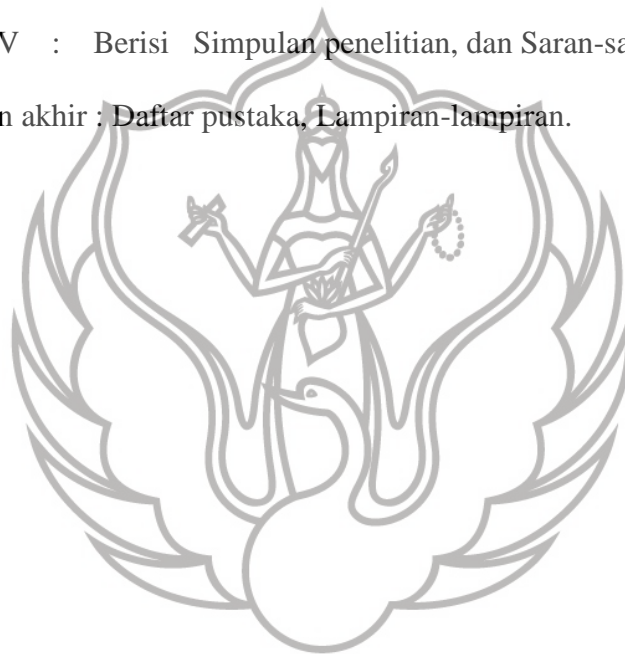 V : Berisi Simpulan penelitian, dan Saran-sa
n akhir : Daftar pustaka, Lampiran-lampiran.